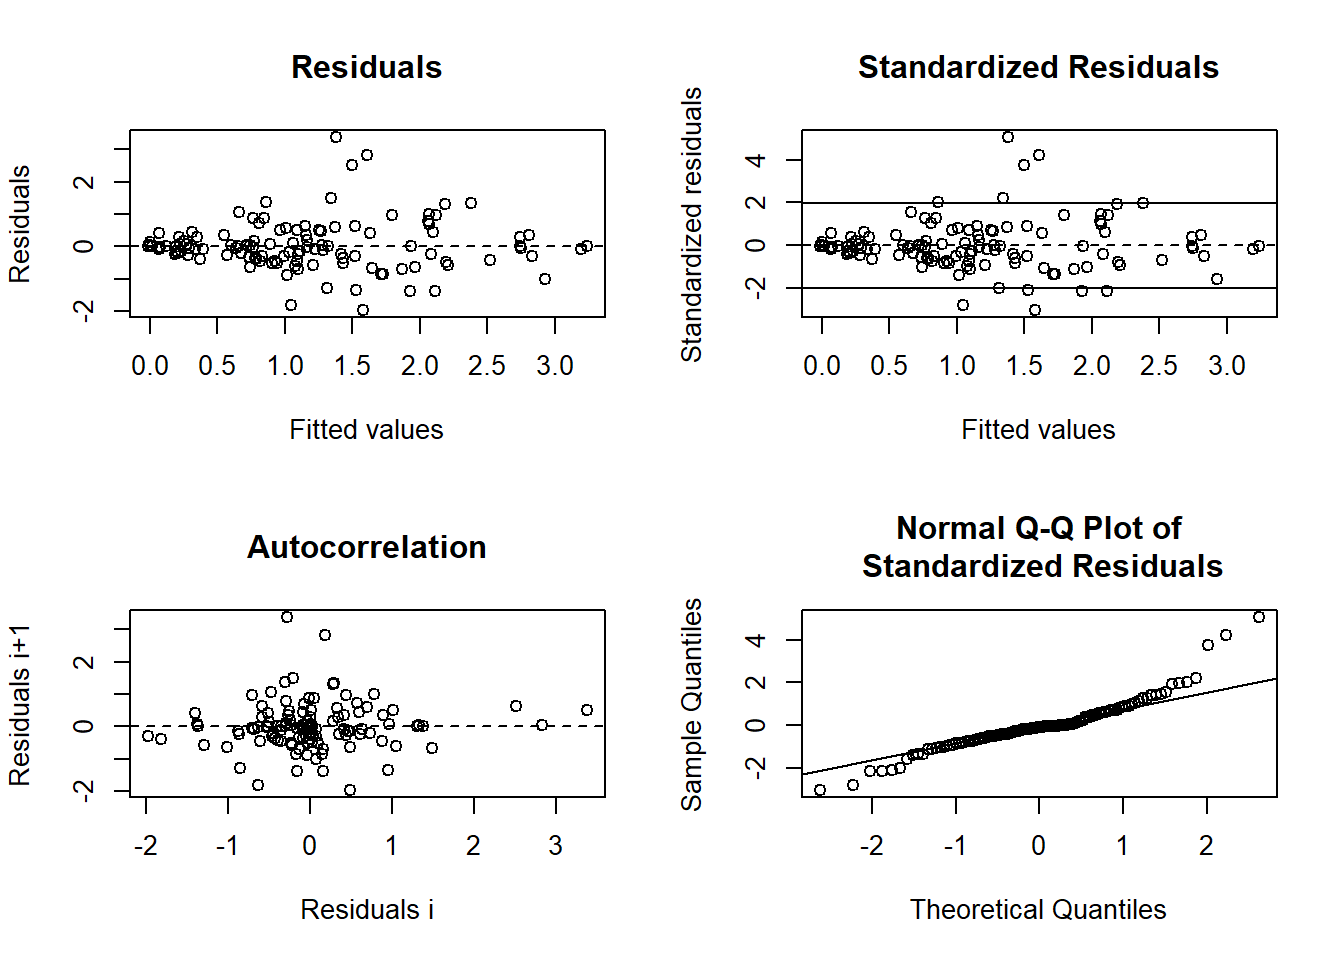 Residuals
Residuals
2
0
-2
0.0 0.5 1.0 1.5 2.0 2.5 3.0
Fitted values
Standardized Residuals
Standardized residuals
4
2
0
-2
0.0 0.5 1.0 1.5 2.0 2.5 3.0
Fitted values
Autocorrelation
Residuals i+1
2
0
-2
-2 -1 0 1 2 3
Residuals i
Normal Q-Q Plot of
Standardized Residuals
Sample Quantiles
4
2
0
-2
-2 -1 0 1 2
Theoretical Quantiles